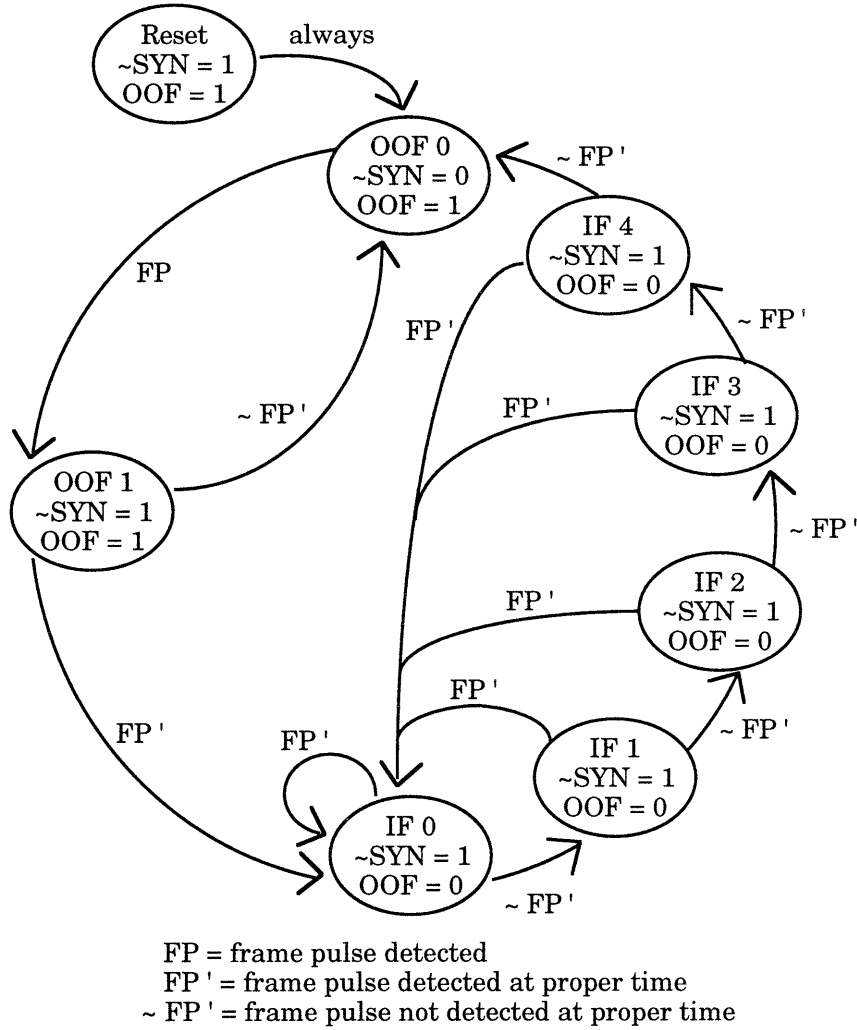 Reset
~SYN = 1
OOF = 1
always
OOF 0
~SYN = 0
OOF = 1
~ FP '
IF 4
~SYN = 1
OOF = 0
FP
FP '
~ FP '
IF 3
~SYN = 1
OOF = 0
FP '
~ FP '
OOF 1
~SYN = 1
OOF = 1
~ FP '
IF 2
~SYN = 1
OOF = 0
FP '
FP '
~ FP '
IF 1
~SYN = 1
OOF = 0
FP '
FP '
IF 0
~SYN = 1
OOF = 0
~ FP '
FP = frame pulse detected
FP ' = frame pulse detected at proper time
~ FP ' = frame pulse not detected at proper time